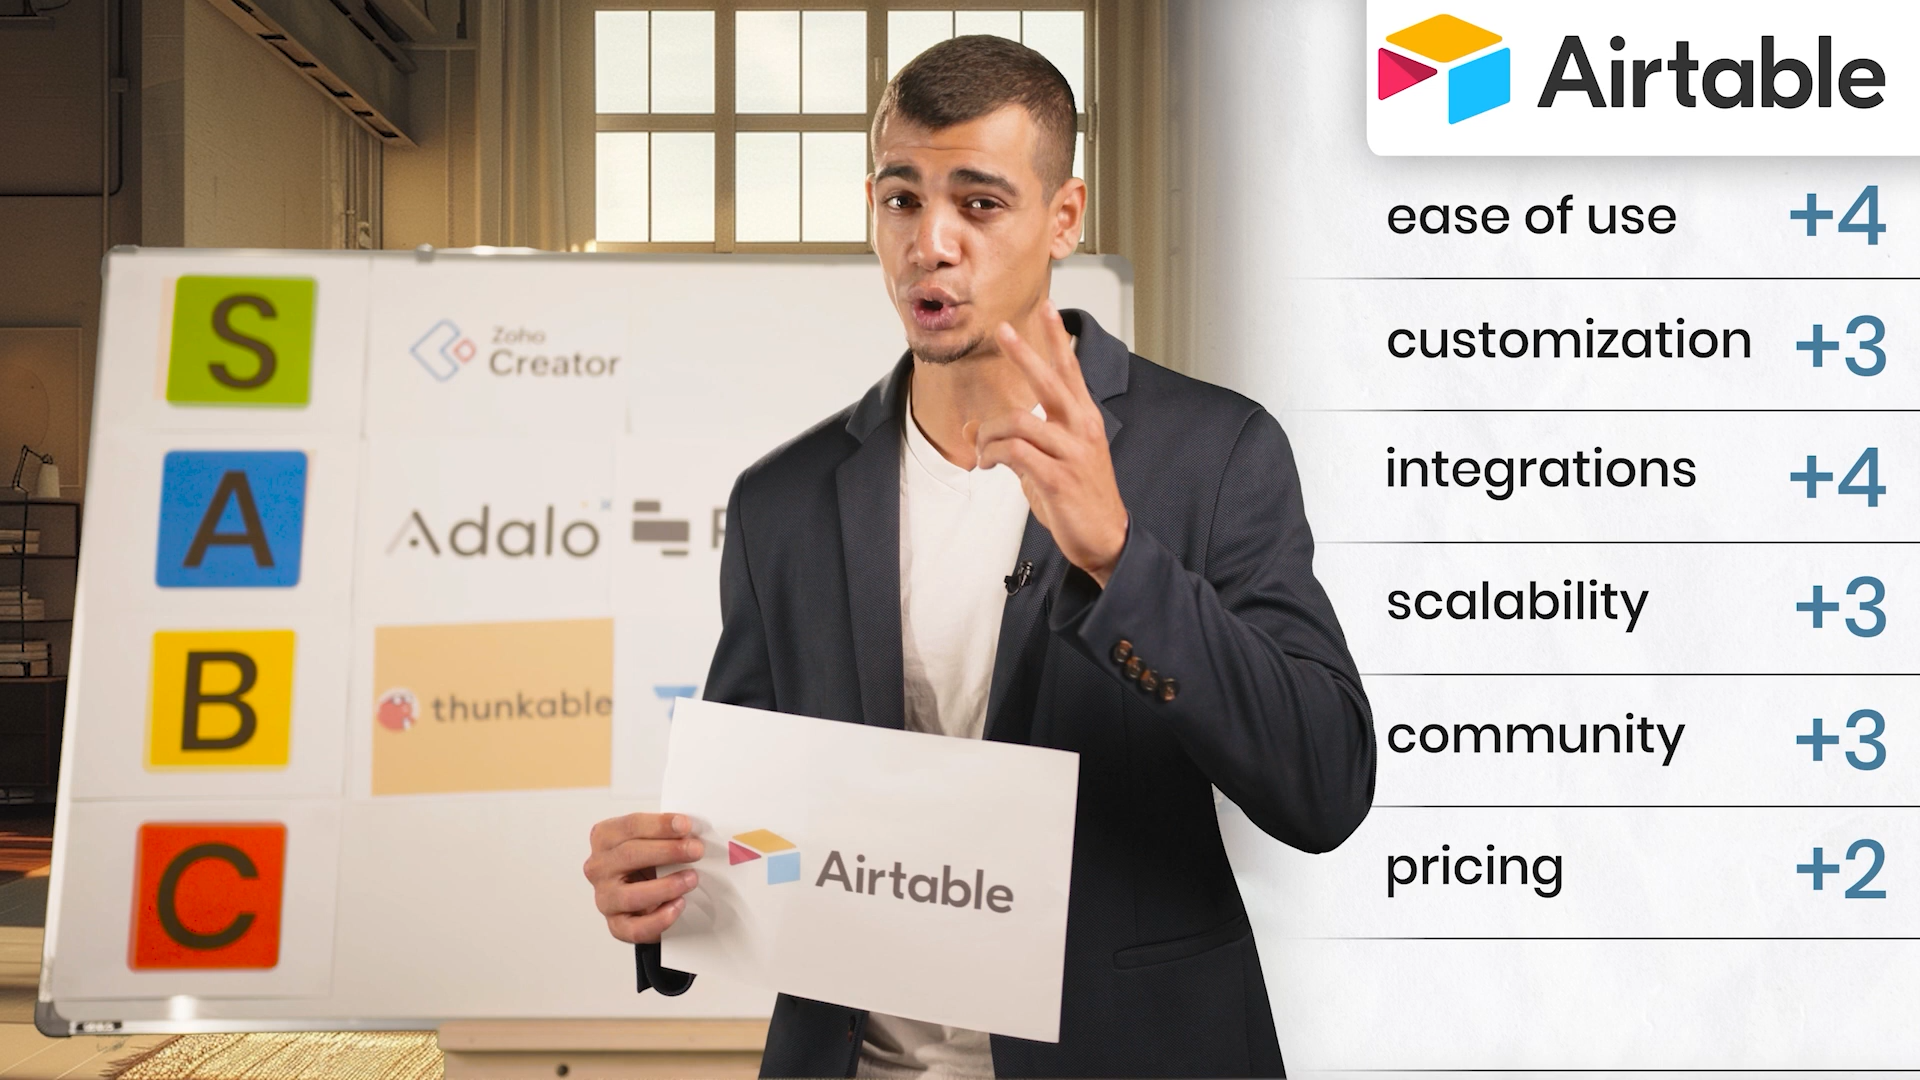 Airtable
ease of use +4
customization +3
integrations +4
scalability +3
community +3
pricing +2
S
Zoho
Creator
A
Adalo
B
thunkable
C
Airtable